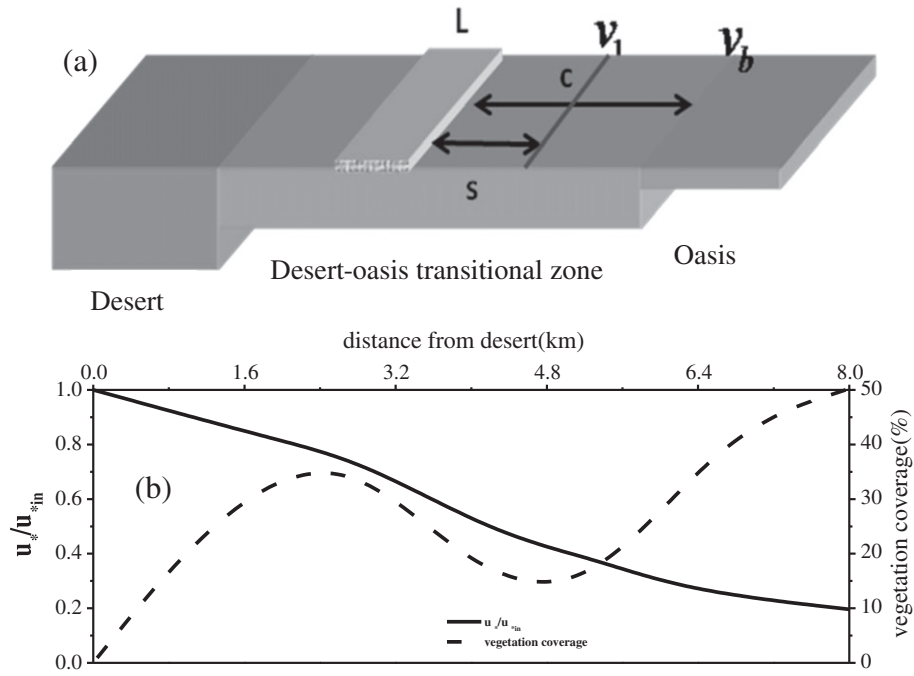 (a)
L
v₁
v_b
C
S
Desert-oasis transitional zone
Oasis
Desert
distance from desert(km)
0.0 1.6 3.2 4.8 6.4 8.0
1.0 50
0.8 40
(b)
0.6 30
0.4 20
0.2 10
0.0 0
u*/u*in
vegetation coverage(%)
u*/u*in
vegetation coverage